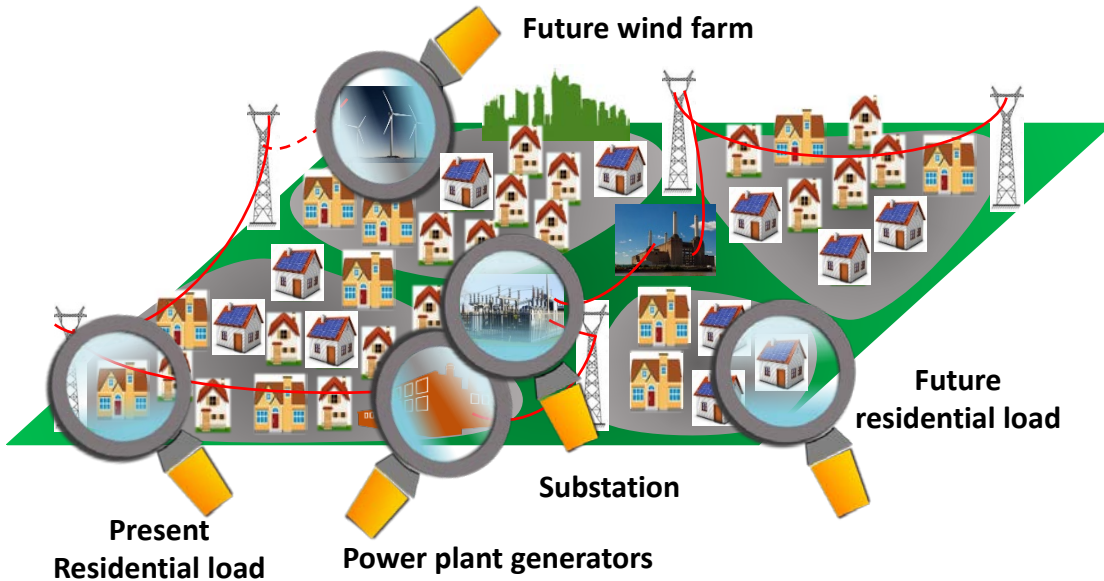 Future wind farm
Future
residential load
Substation
Present
Residential load
Power plant generators